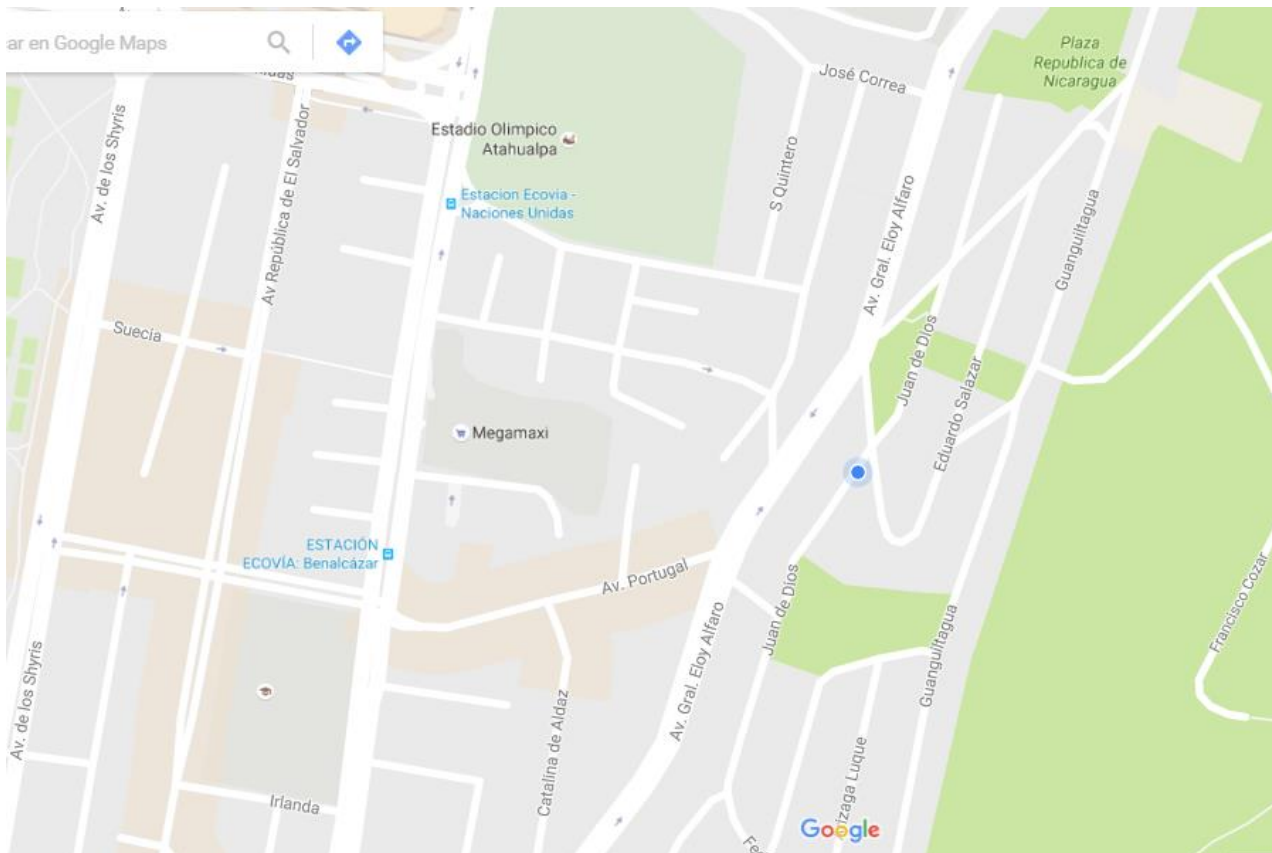 ar en Google Maps
Av. de los Shyris
Av República de El Salvador
Estadio Olimpico
Atahualpa
Estacion Ecovia -
Naciones Unidas
José Correa
Plaza
Republica de
Nicaragua
S Quintero
Av. Gral. Eloy Alfaro
Guanguiltagua
Suecia
Juan de Dios
Eduardo Salazar
Megamaxi
ESTACIÓN
ECOVÍA: Benalcázar
Av. Portugal
Juan de Dios
Francisco Cozar
Guanguiltagua
Av. de los Shyris
Av. Gral. Eloy Alfaro
Catalina de Aldaz
Luque
Irlanda
Google